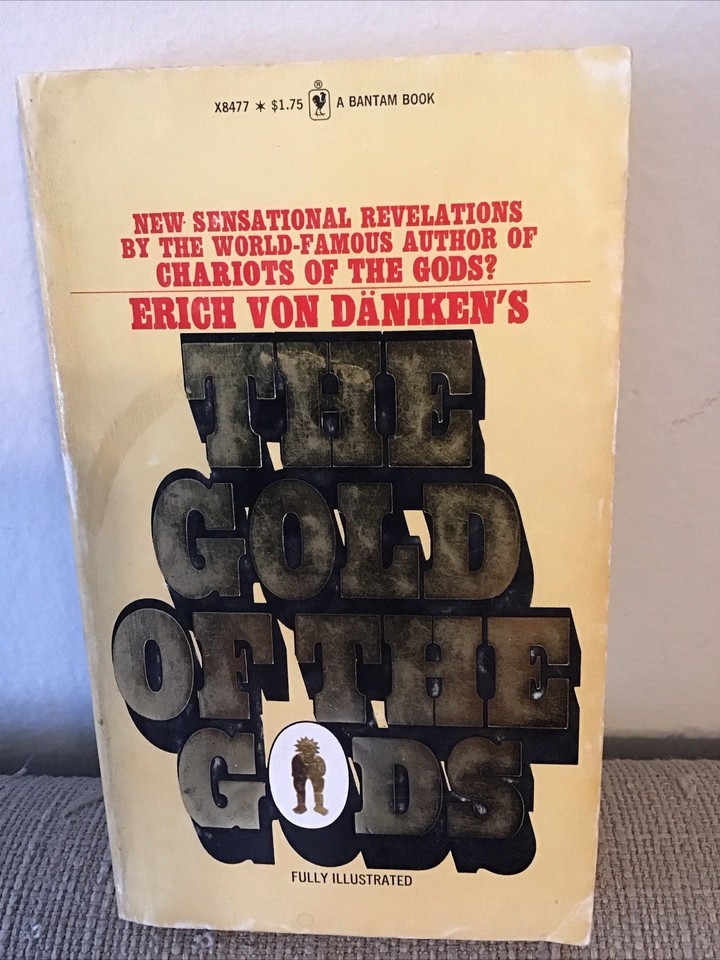 X8477 ★ $1.75 ® A BANTAM BOOK
NEW SENSATIONAL REVELATIONS
BY THE WORLD-FAMOUS AUTHOR OF
CHARIOTS OF THE GODS?
ERICH VON DÄNIKEN'S
THE
GOLD
OF THE
GODS
FULLY ILLUSTRATED